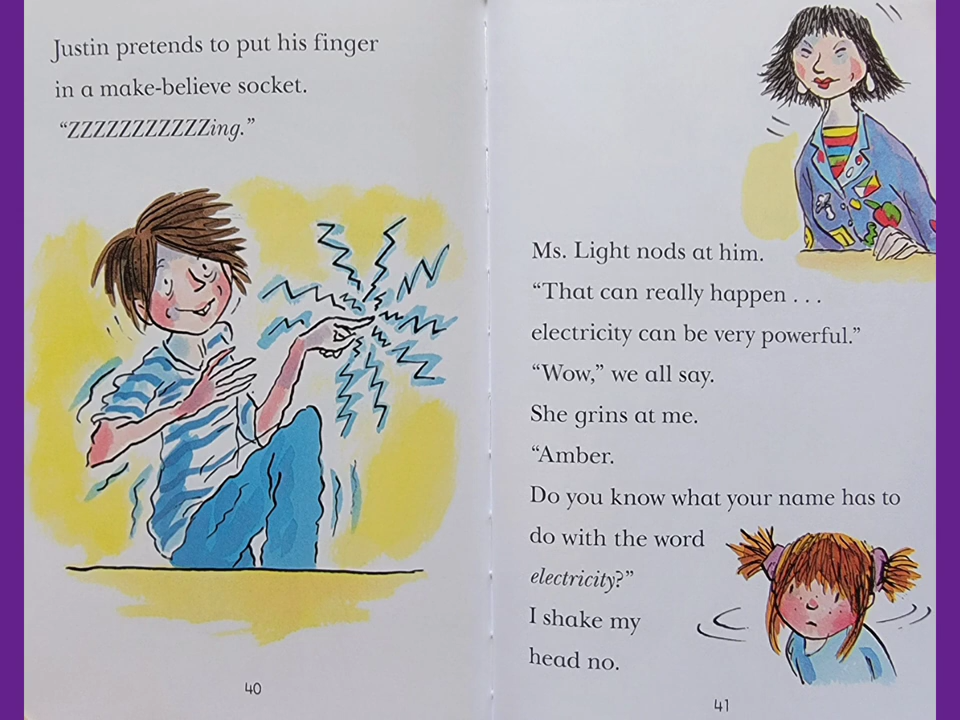 Justin pretends to put his finger
in a make-believe socket.
“ZZZZZZZZZZZing.”
40
Ms. Light nods at him.
“That can really happen . . .
electricity can be very powerful.”
“Wow,” we all say.
She grins at me.
“Amber.
Do you know what your name has to
do with the word
electricity?”
I shake my
head no.
41